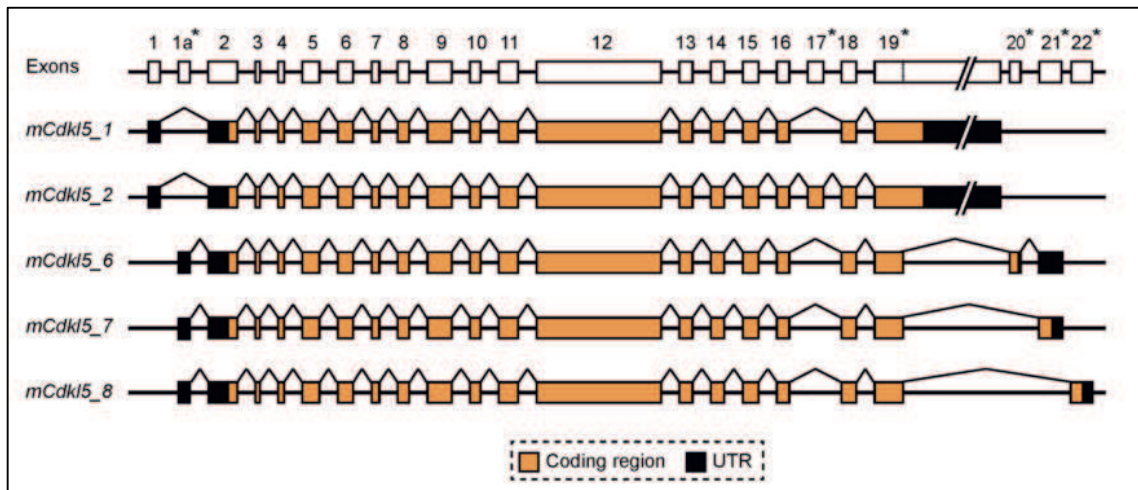 1 1a* 2 3 4 5 6 7 8 9 10 11 12 13 14 15 16 17* 18 19* 20* 21* 22*
Exons
mCdkl5_1
mCdkl5_2
mCdkl5_6
mCdkl5_7
mCdkl5_8
Coding region UTR